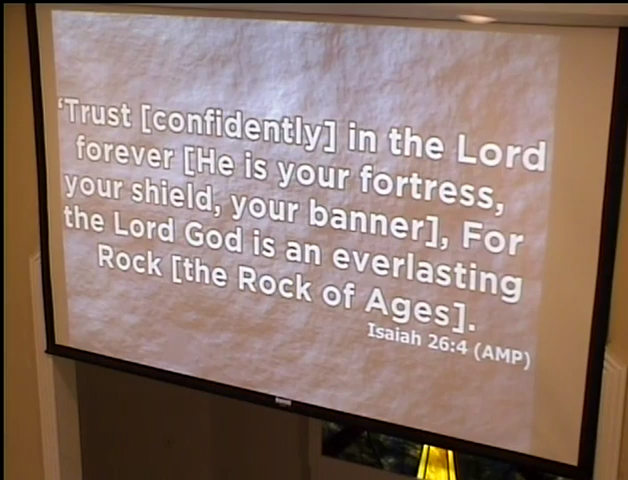 ‘Trust [confidently] in the Lord
forever [He is your fortress,
your shield, your banner], For
the Lord God is an everlasting
Rock [the Rock of Ages].
Isaiah 26:4 (AMP)